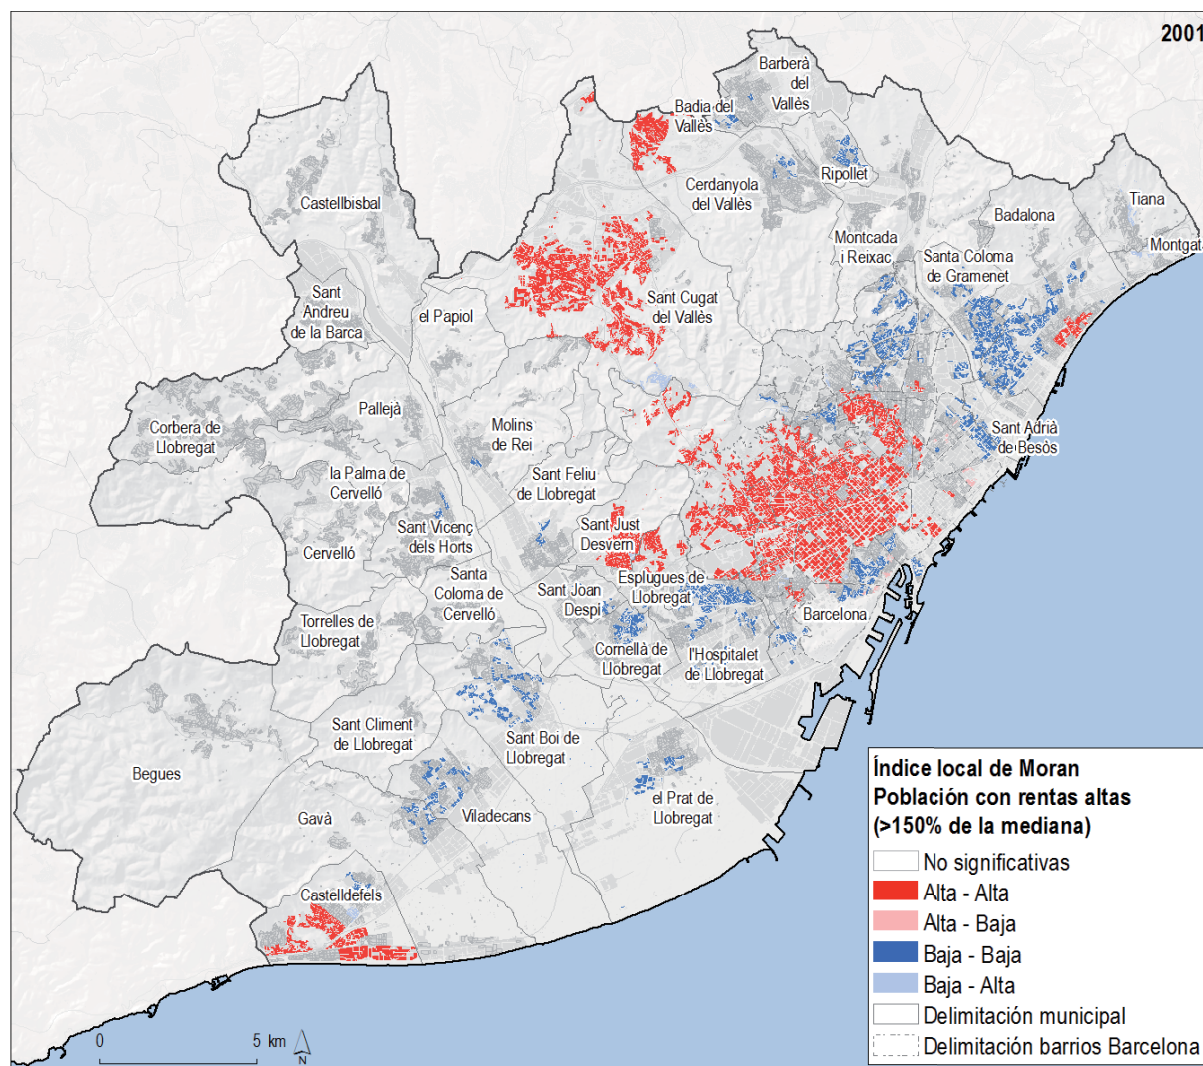 2001
Barberà
del
Vallès
Badia del
Vallès
Ripollet
Cerdanyola
del Vallès
Castellbisbal
Tiana
Badalona
Montgat
Montcada
i Reixac
Santa Coloma
de Gramenet
Sant
Andreu
de la Barca
el Papiol
Sant Cugat
del Vallès
Pallejà
Corbera de
Llobregat
Molins
de Rei
Sant Adrià
de Besòs
la Palma de
Cervelló
Sant Feliu
de Llobregat
Sant Vicenç
dels Horts
Sant Just
Desvern
Cervelló
Santa
Coloma de
Cervelló
Sant Joan
Despi
Esplugues de
Llobregat
Barcelona
Torrelles de
Llobregat
Cornellà de
Llobregat
l'Hospitalet
de Llobregat
Sant Climent
de Llobregat
Sant Boi de
Llobregat
Begues
el Prat de
Llobregat
Gavà
Viladecans
Castelldefels
Índice local de Moran
Población con rentas altas
(>150% de la mediana)
No significativas
Alta - Alta
Alta - Baja
Baja - Baja
Baja - Alta
Delimitación municipal
Delimitación barrios Barcelona
0 5 km
N